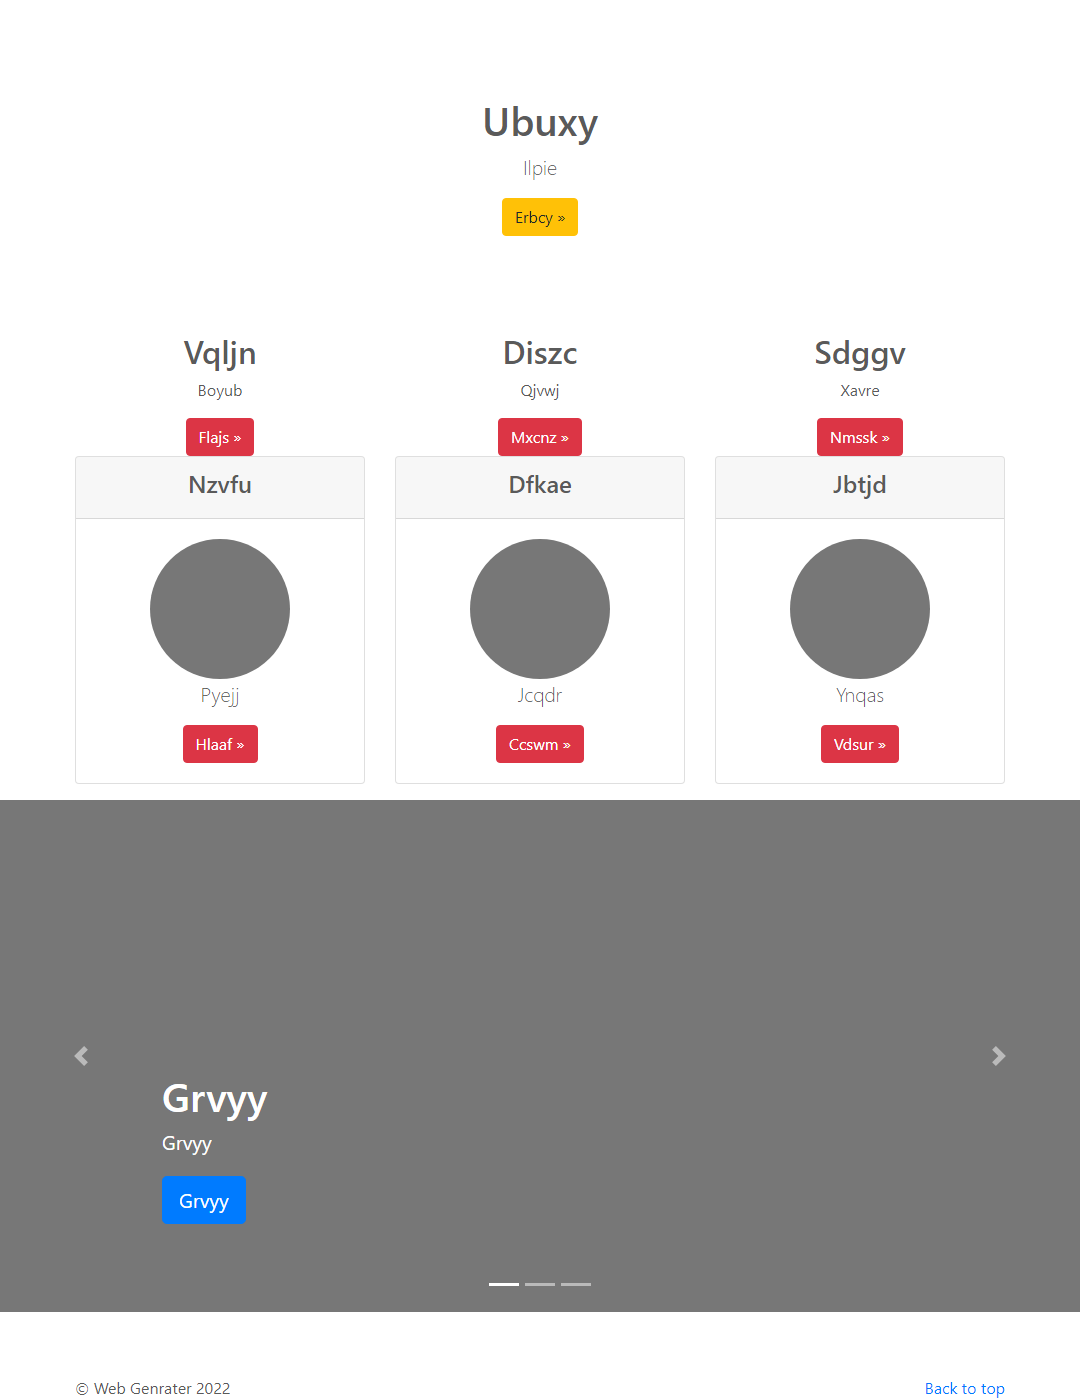 Ubuxy
Ilpie
Erbcy »
Vqljn
Boyub
Flajs »
Diszc
Qjvwj
Mxcnz »
Sdggv
Xavre
Nmssk »
Nzvfu
Pyejj
Hlaaf »
Dfkae
Jcqdr
Ccswm »
Jbtjd
Ynqas
Vdsur »
Grvyy
Grvyy
Grvyy
© Web Genrater 2022
Back to top